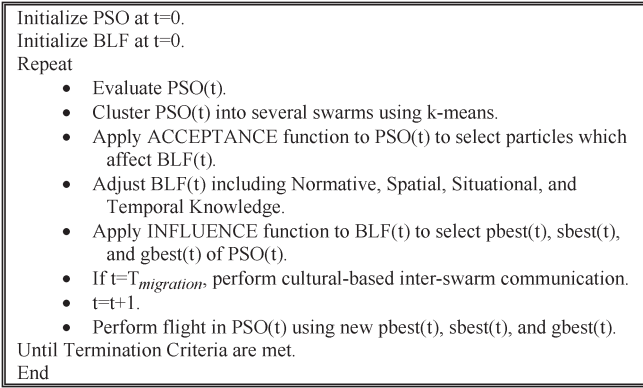 Initialize PSO at t=0.
Initialize BLF at t=0.
Repeat
• Evaluate PSO(t).
• Cluster PSO(t) into several swarms using k-means.
• Apply ACCEPTANCE function to PSO(t) to select particles which
affect BLF(t).
• Adjust BLF(t) including Normative, Spatial, Situational, and
Temporal Knowledge.
• Apply INFLUENCE function to BLF(t) to select pbest(t), sbest(t),
and gbest(t) of PSO(t).
• If t=Tmigration, perform cultural-based inter-swarm communication.
• t=t+1.
• Perform flight in PSO(t) using new pbest(t), sbest(t), and gbest(t).
Until Termination Criteria are met.
End